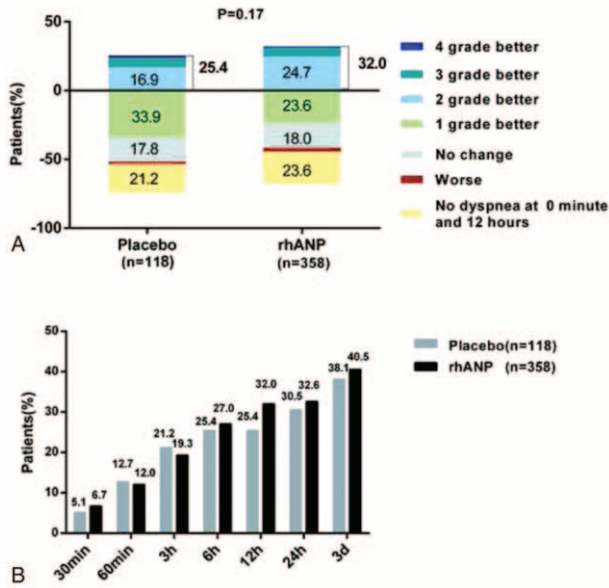 P=0.17
50
0
-50
-100
Patients(%)
16.9
33.9
17.8
21.2
25.4
24.7
23.6
18.0
23.6
32.0
Placebo
(n=118)
rhANP
(n=358)
4 grade better
3 grade better
2 grade better
1 grade better
No change
Worse
No dyspnea at 0 minute
and 12 hours
A
50
40
30
20
10
0
Patients(%)
5.1 6.7
12.7 12.0
21.2 19.3
25.4 27.0
25.4 32.0
30.5 32.6
38.1 40.5
30min 60min 3h 6h 12h 24h 3d
Placebo(n=118)
rhANP (n=358)
B